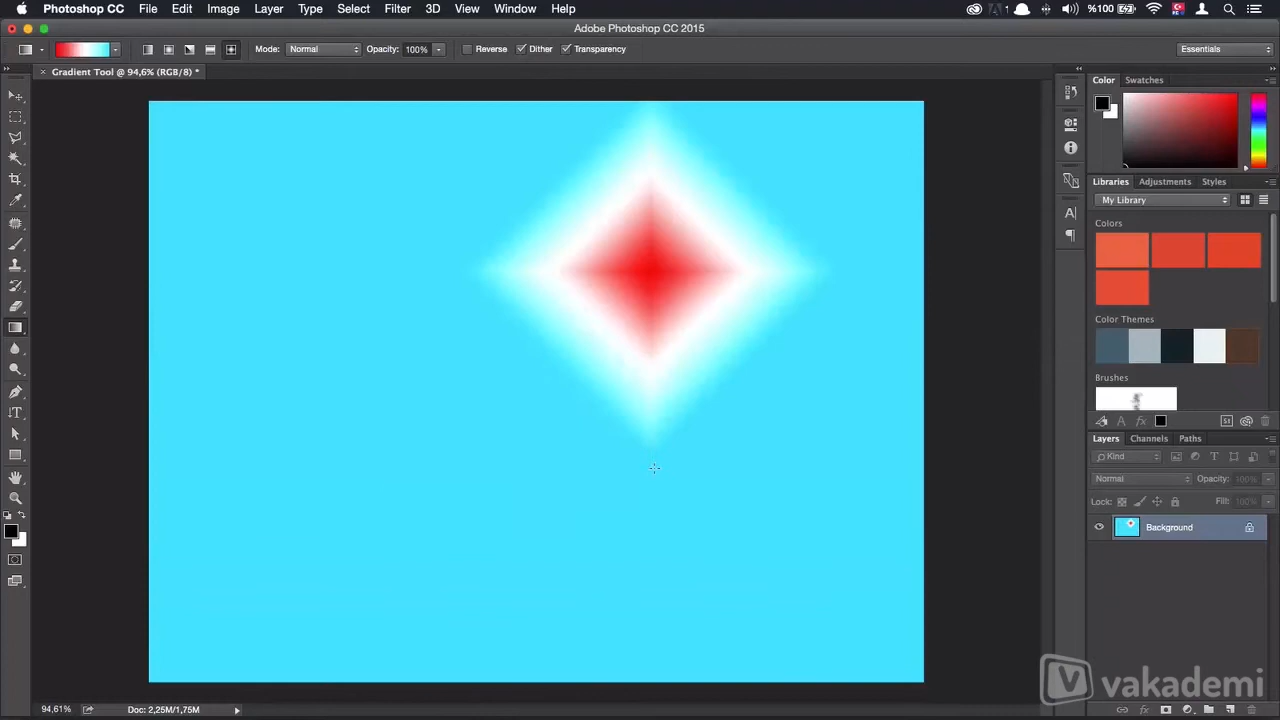 Photoshop CC File Edit Image Layer Type Select Filter 3D View Window Help %100
Adobe Photoshop CC 2015
Mode: Normal Opacity: 100% Reverse Dither Transparency Essentials
× Gradient Tool @ 94,6% (RGB/8) *
Color Swatches
Libraries Adjustments Styles
My Library
Colors
Color Themes
Brushes
Layers Channels Paths
Kind
Normal Opacity: 100%
Lock: Fill: 100%
Background
vakademi
94,61% Doc: 2,25M/1,75M